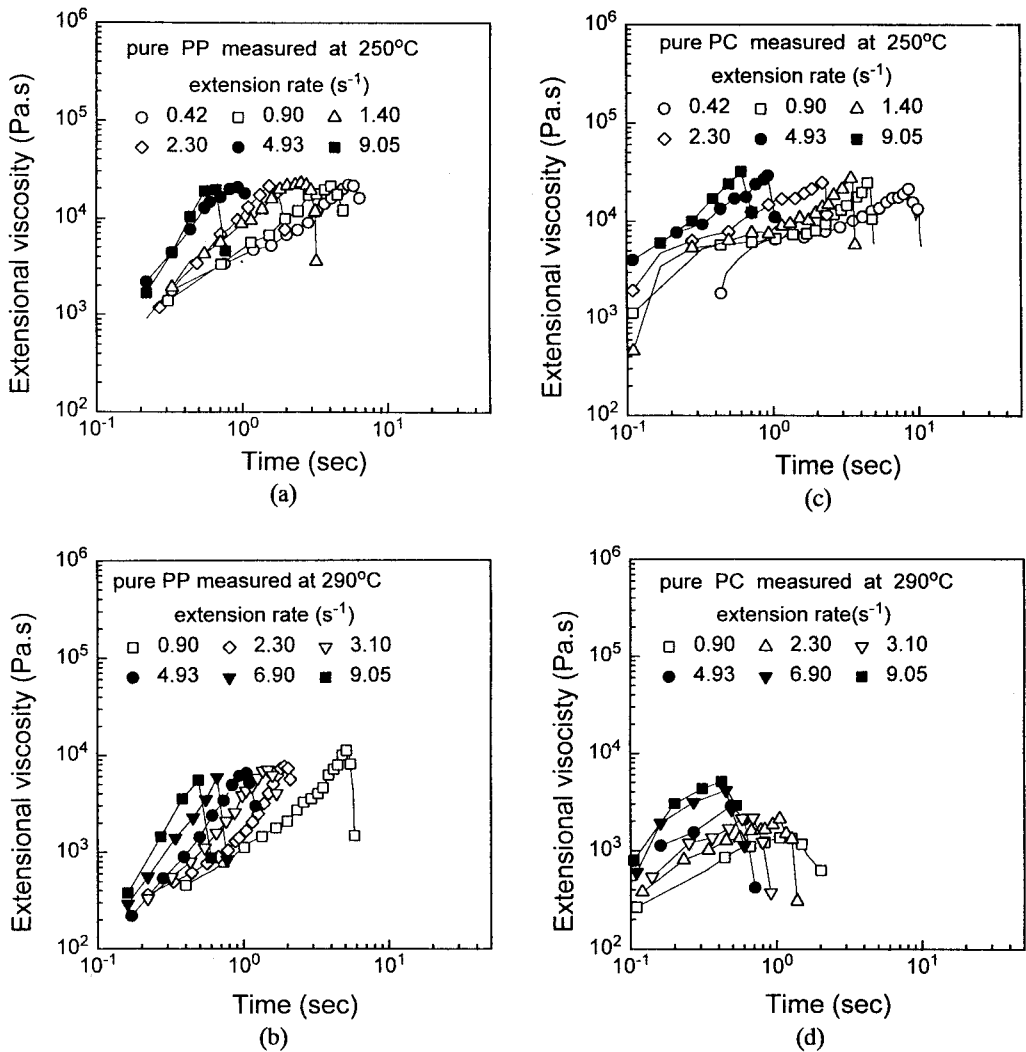 10⁶
pure PP measured at 250°C
extension rate (s⁻¹)
0.42 0.90 1.40
2.30 4.93 9.05
10⁵
10⁴
10³
10²
Extensional viscosity (Pa.s)
10⁻¹ 10⁰ 10¹
Time (sec)
(a)
10⁶
pure PC measured at 250°C
extension rate (s⁻¹)
0.42 0.90 1.40
2.30 4.93 9.05
10⁵
10⁴
10³
10²
Extensional viscosity (Pa.s)
10⁻¹ 10⁰ 10¹
Time (sec)
(c)
10⁶
pure PP measured at 290°C
extension rate (s⁻¹)
0.90 2.30 3.10
4.93 6.90 9.05
10⁵
10⁴
10³
10²
Extensional viscosity (Pa.s)
10⁻¹ 10⁰ 10¹
Time (sec)
(b)
10⁶
pure PC measured at 290°C
extension rate(s⁻¹)
0.90 2.30 3.10
4.93 6.90 9.05
10⁵
10⁴
10³
10²
Extensional visocisty (Pa.s)
10⁻¹ 10⁰ 10¹
Time (sec)
(d)